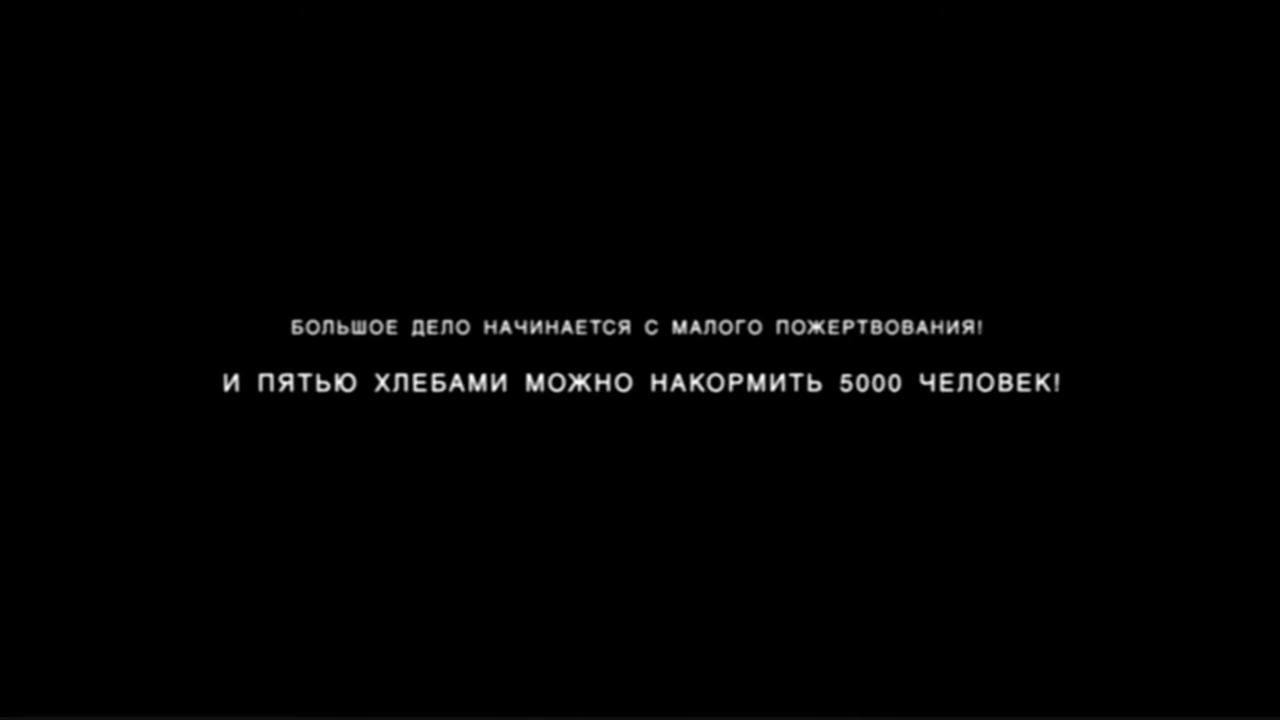 БОЛЬШОЕ ДЕЛО НАЧИНАЕТСЯ С МАЛОГО ПОЖЕРТВОВАНИЯ!
И ПЯТЬЮ ХЛЕБАМИ МОЖНО НАКОРМИТЬ 5000 ЧЕЛОВЕК!